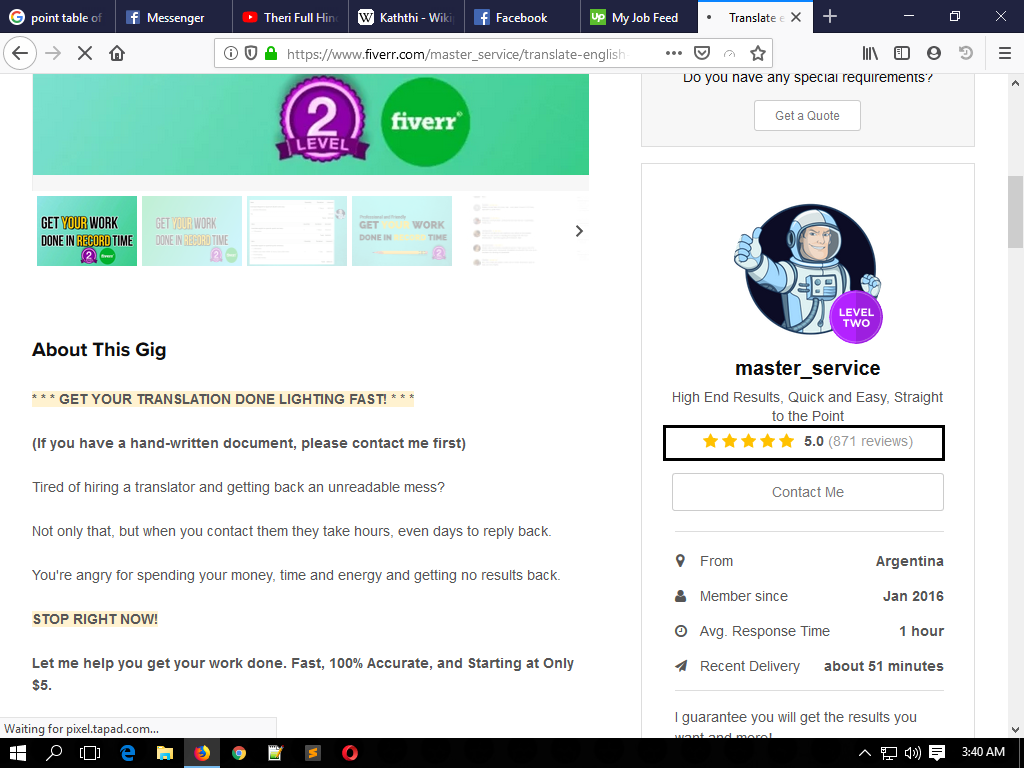 point table of
Messenger
Theri Full Hin
Kaththi - Wiki
Facebook
My Job Feed
Translate e
https://www.fiverr.com/master_service/translate-english-
2
LEVEL
fiverr
GET YOUR WORK
DONE IN RECORD TIME
2
fiverr
GET YOUR WORK
DONE IN RECORD TIME
GET YOUR WORK
DONE IN RECORD TIME
About This Gig
* * * GET YOUR TRANSLATION DONE LIGHTING FAST! * * *
(If you have a hand-written document, please contact me first)
Tired of hiring a translator and getting back an unreadable mess?
Not only that, but when you contact them they take hours, even days to reply back.
You're angry for spending your money, time and energy and getting no results back.
STOP RIGHT NOW!
Let me help you get your work done. Fast, 100% Accurate, and Starting at Only
$5.
Do you have any special requirements?
Get a Quote
LEVEL
TWO
master_service
High End Results, Quick and Easy, Straight
to the Point
5.0 (871 reviews)
Contact Me
From Argentina
Member since Jan 2016
Avg. Response Time 1 hour
Recent Delivery about 51 minutes
I guarantee you will get the results you
want and more!
Waiting for pixel.tapad.com...
3:40 AM